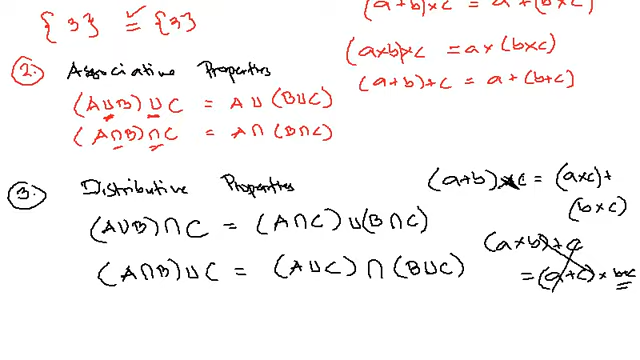 (a+b)×c = a+(b×c)
{3} ≅ {3} ✓
(a×b)×c = a×(b×c)
2. Associative Properties
(a+b)+c = a+(b+c)
(A∪B)∪C = A∪(B∪C)
(A∩B)∩C = A∩(B∩C)
3. Distributive Properties
(a+b)×c = (a×c)+
(b×c)
(A∪B)∩C = (A∩C)∪(B∩C)
(a×b)+c
(A∩B)∪C = (A∪C)∩(B∪C)
=(a+c)×b+c